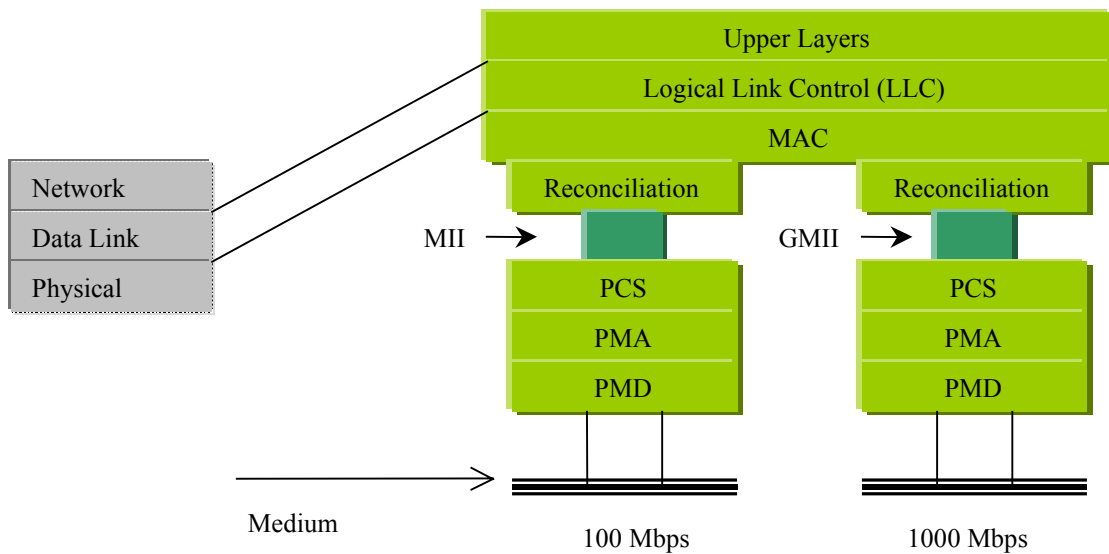 Upper Layers
Logical Link Control (LLC)
MAC
Network
Reconciliation
Reconciliation
Data Link
MII
GMII
Physical
PCS
PCS
PMA
PMA
PMD
PMD
Medium
100 Mbps
1000 Mbps